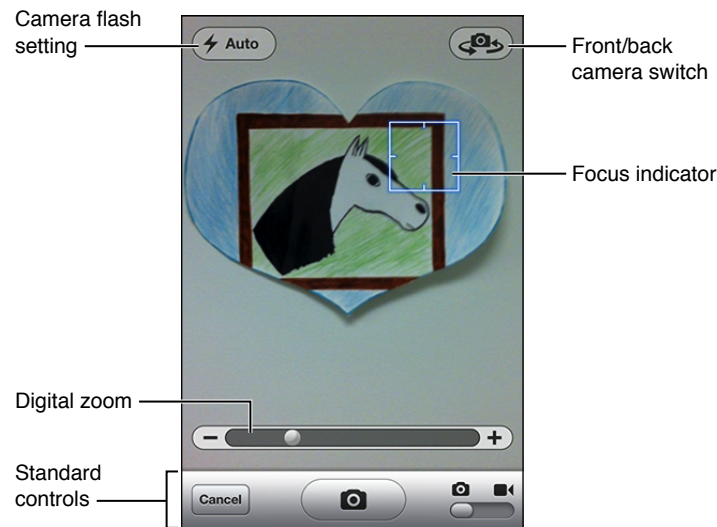 Camera flash
setting
Auto
Front/back
camera switch
Focus indicator
Digital zoom
Standard
controls
Cancel